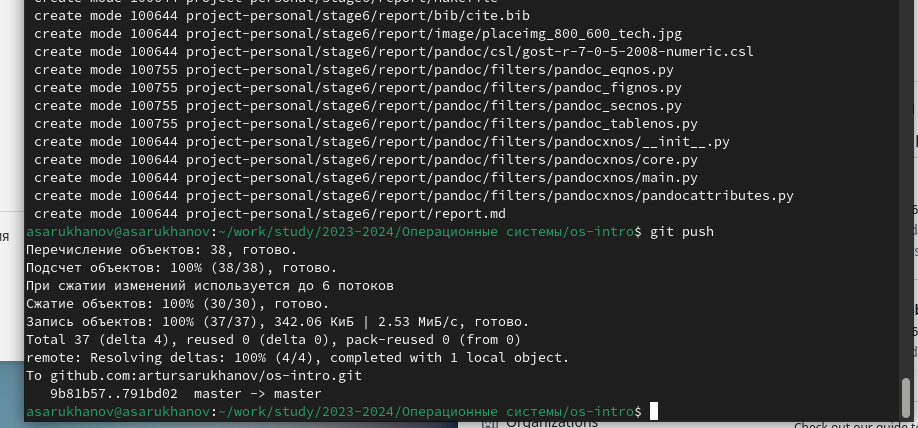 create mode 100644 project-personal/stage6/report/bib/cite.bib
create mode 100644 project-personal/stage6/report/image/placeimg_800_600_tech.jpg
create mode 100644 project-personal/stage6/report/pandoc/csl/gost-r-7-0-5-2008-numeric.csl
create mode 100755 project-personal/stage6/report/pandoc/filters/pandoc_eqnos.py
create mode 100755 project-personal/stage6/report/pandoc/filters/pandoc_fignos.py
create mode 100755 project-personal/stage6/report/pandoc/filters/pandoc_secnos.py
create mode 100755 project-personal/stage6/report/pandoc/filters/pandoc_tablenos.py
create mode 100644 project-personal/stage6/report/pandoc/filters/pandocxnos/__init__.py
create mode 100644 project-personal/stage6/report/pandoc/filters/pandocxnos/core.py
create mode 100644 project-personal/stage6/report/pandoc/filters/pandocxnos/main.py
create mode 100644 project-personal/stage6/report/pandoc/filters/pandocxnos/pandocattributes.py
create mode 100644 project-personal/stage6/report/report.md
asarukhanov@asarukhanov:~/work/study/2023-2024/Операционные системы/os-intro$ git push
Перечисление объектов: 38, готово.
Подсчет объектов: 100% (38/38), готово.
При сжатии изменений используется до 6 потоков
Сжатие объектов: 100% (30/30), готово.
Запись объектов: 100% (37/37), 342.06 КиБ | 2.53 МиБ/с, готово.
Total 37 (delta 4), reused 0 (delta 0), pack-reused 0 (from 0)
remote: Resolving deltas: 100% (4/4), completed with 1 local object.
To github.com:artursarukhanov/os-intro.git
9b81b57..791bd02  master -> master
asarukhanov@asarukhanov:~/work/study/2023-2024/Операционные системы/os-intro$
Organizations
Check out our guide